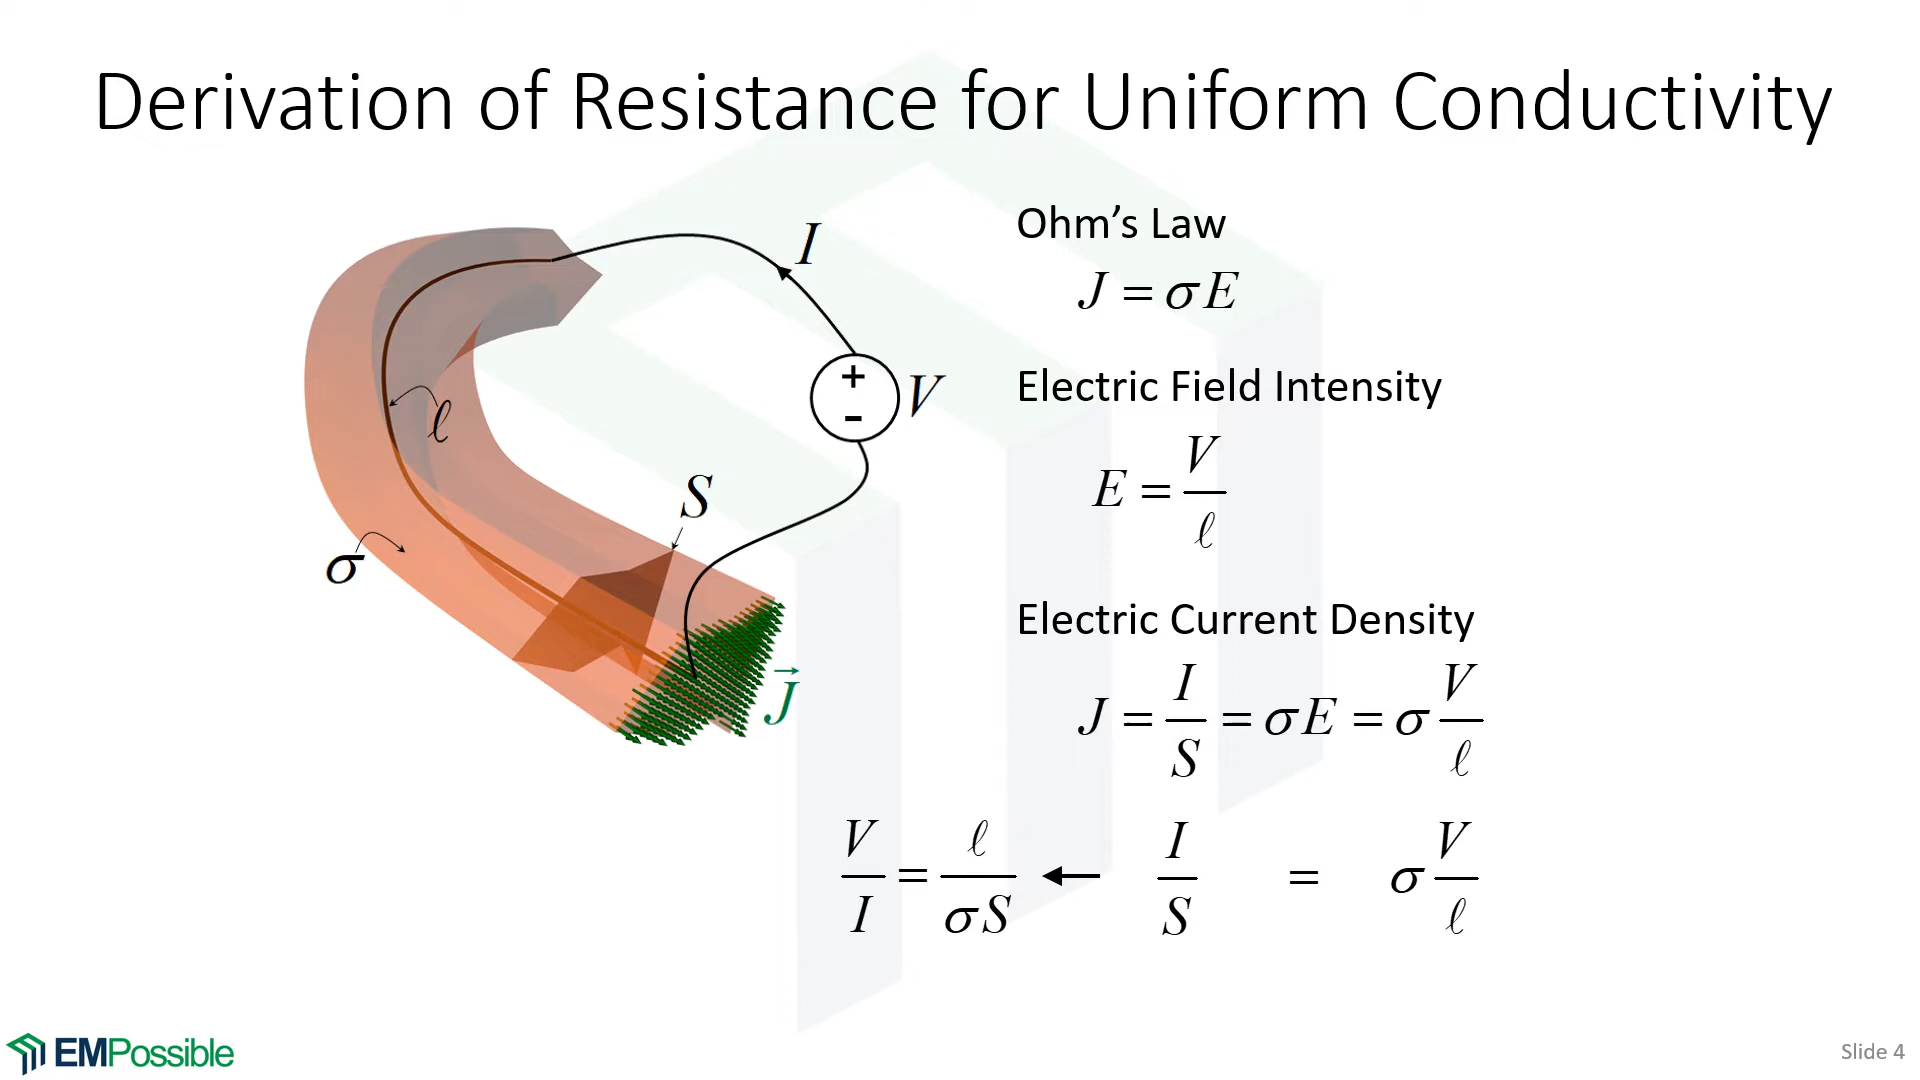 Derivation of Resistance for Uniform Conductivity
I
+
-
V
ℓ
S
σ
J⃗
Ohm’s Law
J = σE
Electric Field Intensity
E = V/ℓ
Electric Current Density
J = I/S = σE = σ V/ℓ
V/I = ℓ/σS ← I/S = σ V/ℓ
EMPossible
Slide 4